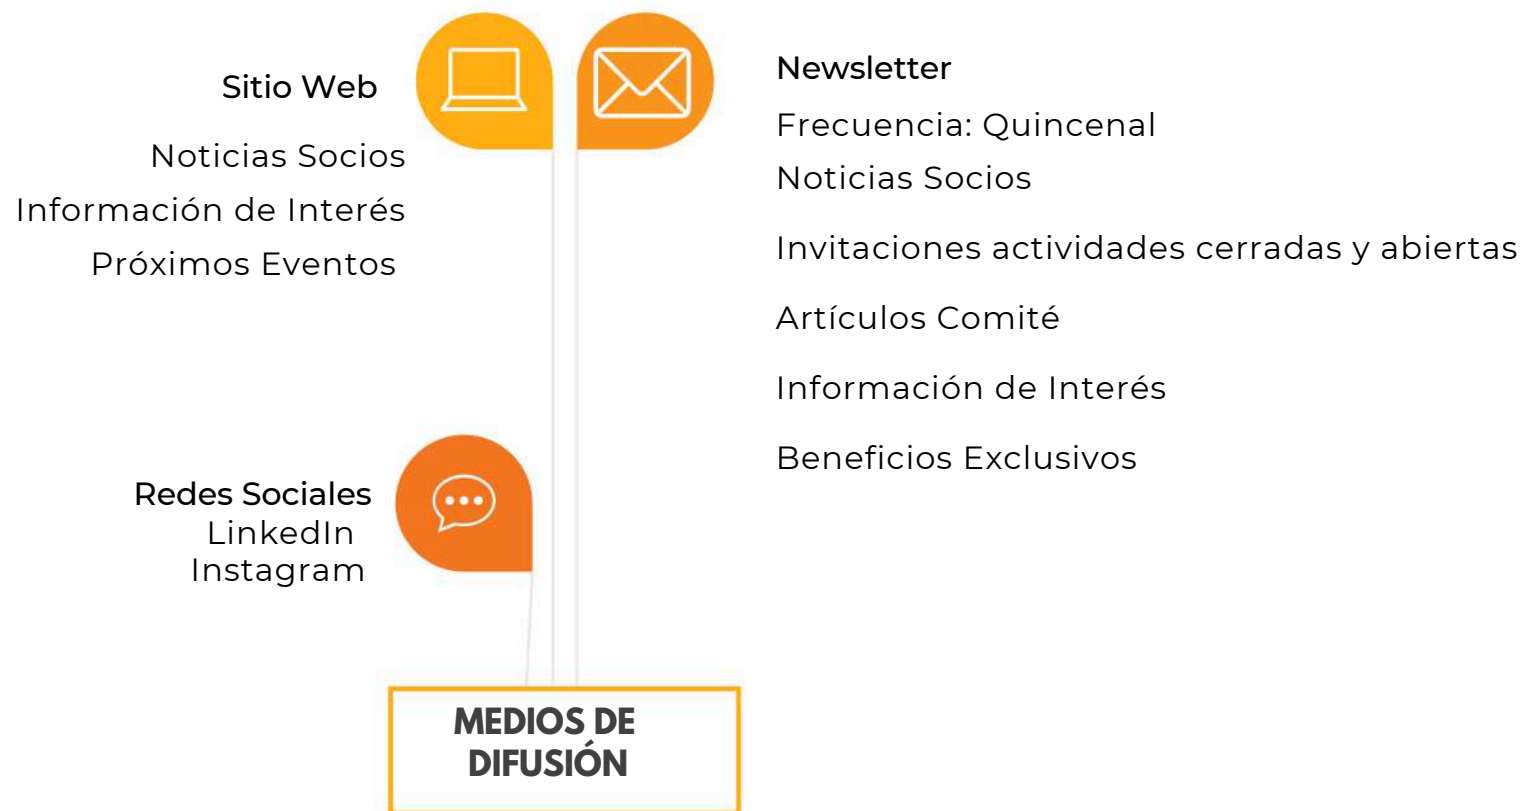 Sitio Web
Noticias Socios
Información de Interés
Próximos Eventos
Newsletter
Frecuencia: Quincenal
Noticias Socios
Invitaciones actividades cerradas y abiertas
Artículos Comité
Información de Interés
Beneficios Exclusivos
Redes Sociales
LinkedIn
Instagram
MEDIOS DE
DIFUSIÓN